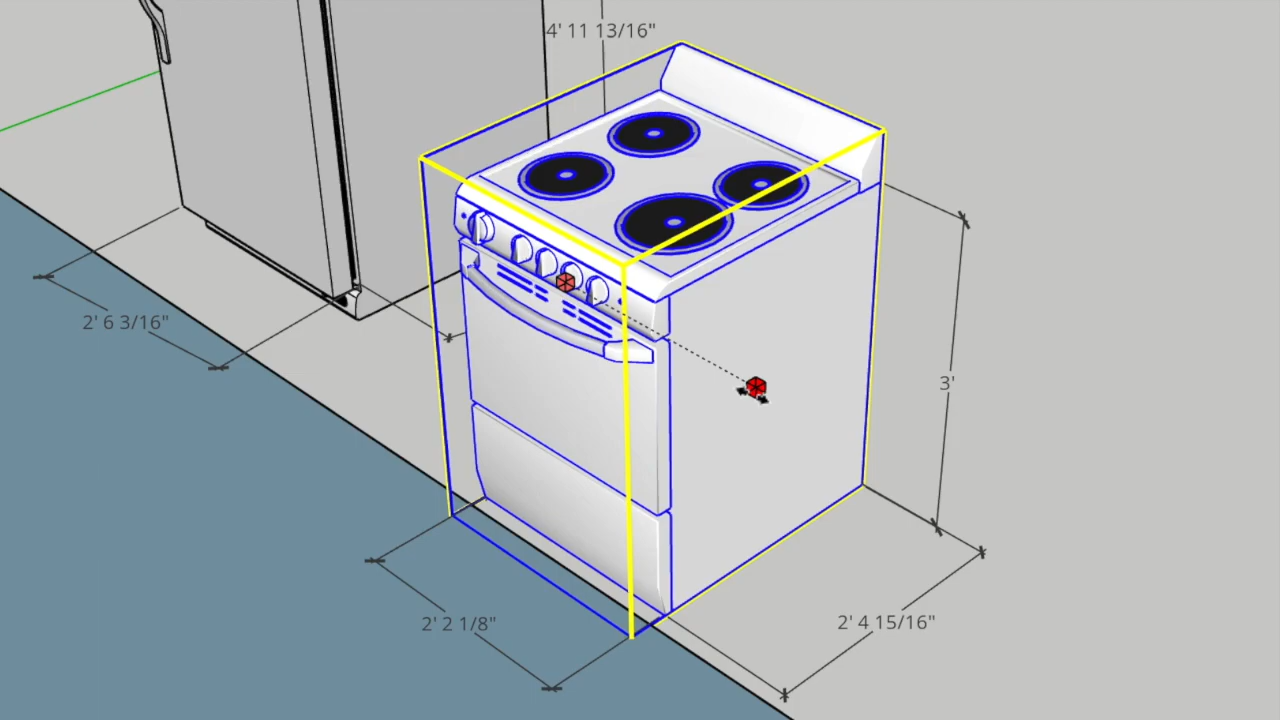 4' 11 13/16"
2' 6 3/16"
3'
2' 2 1/8"
2' 4 15/16"